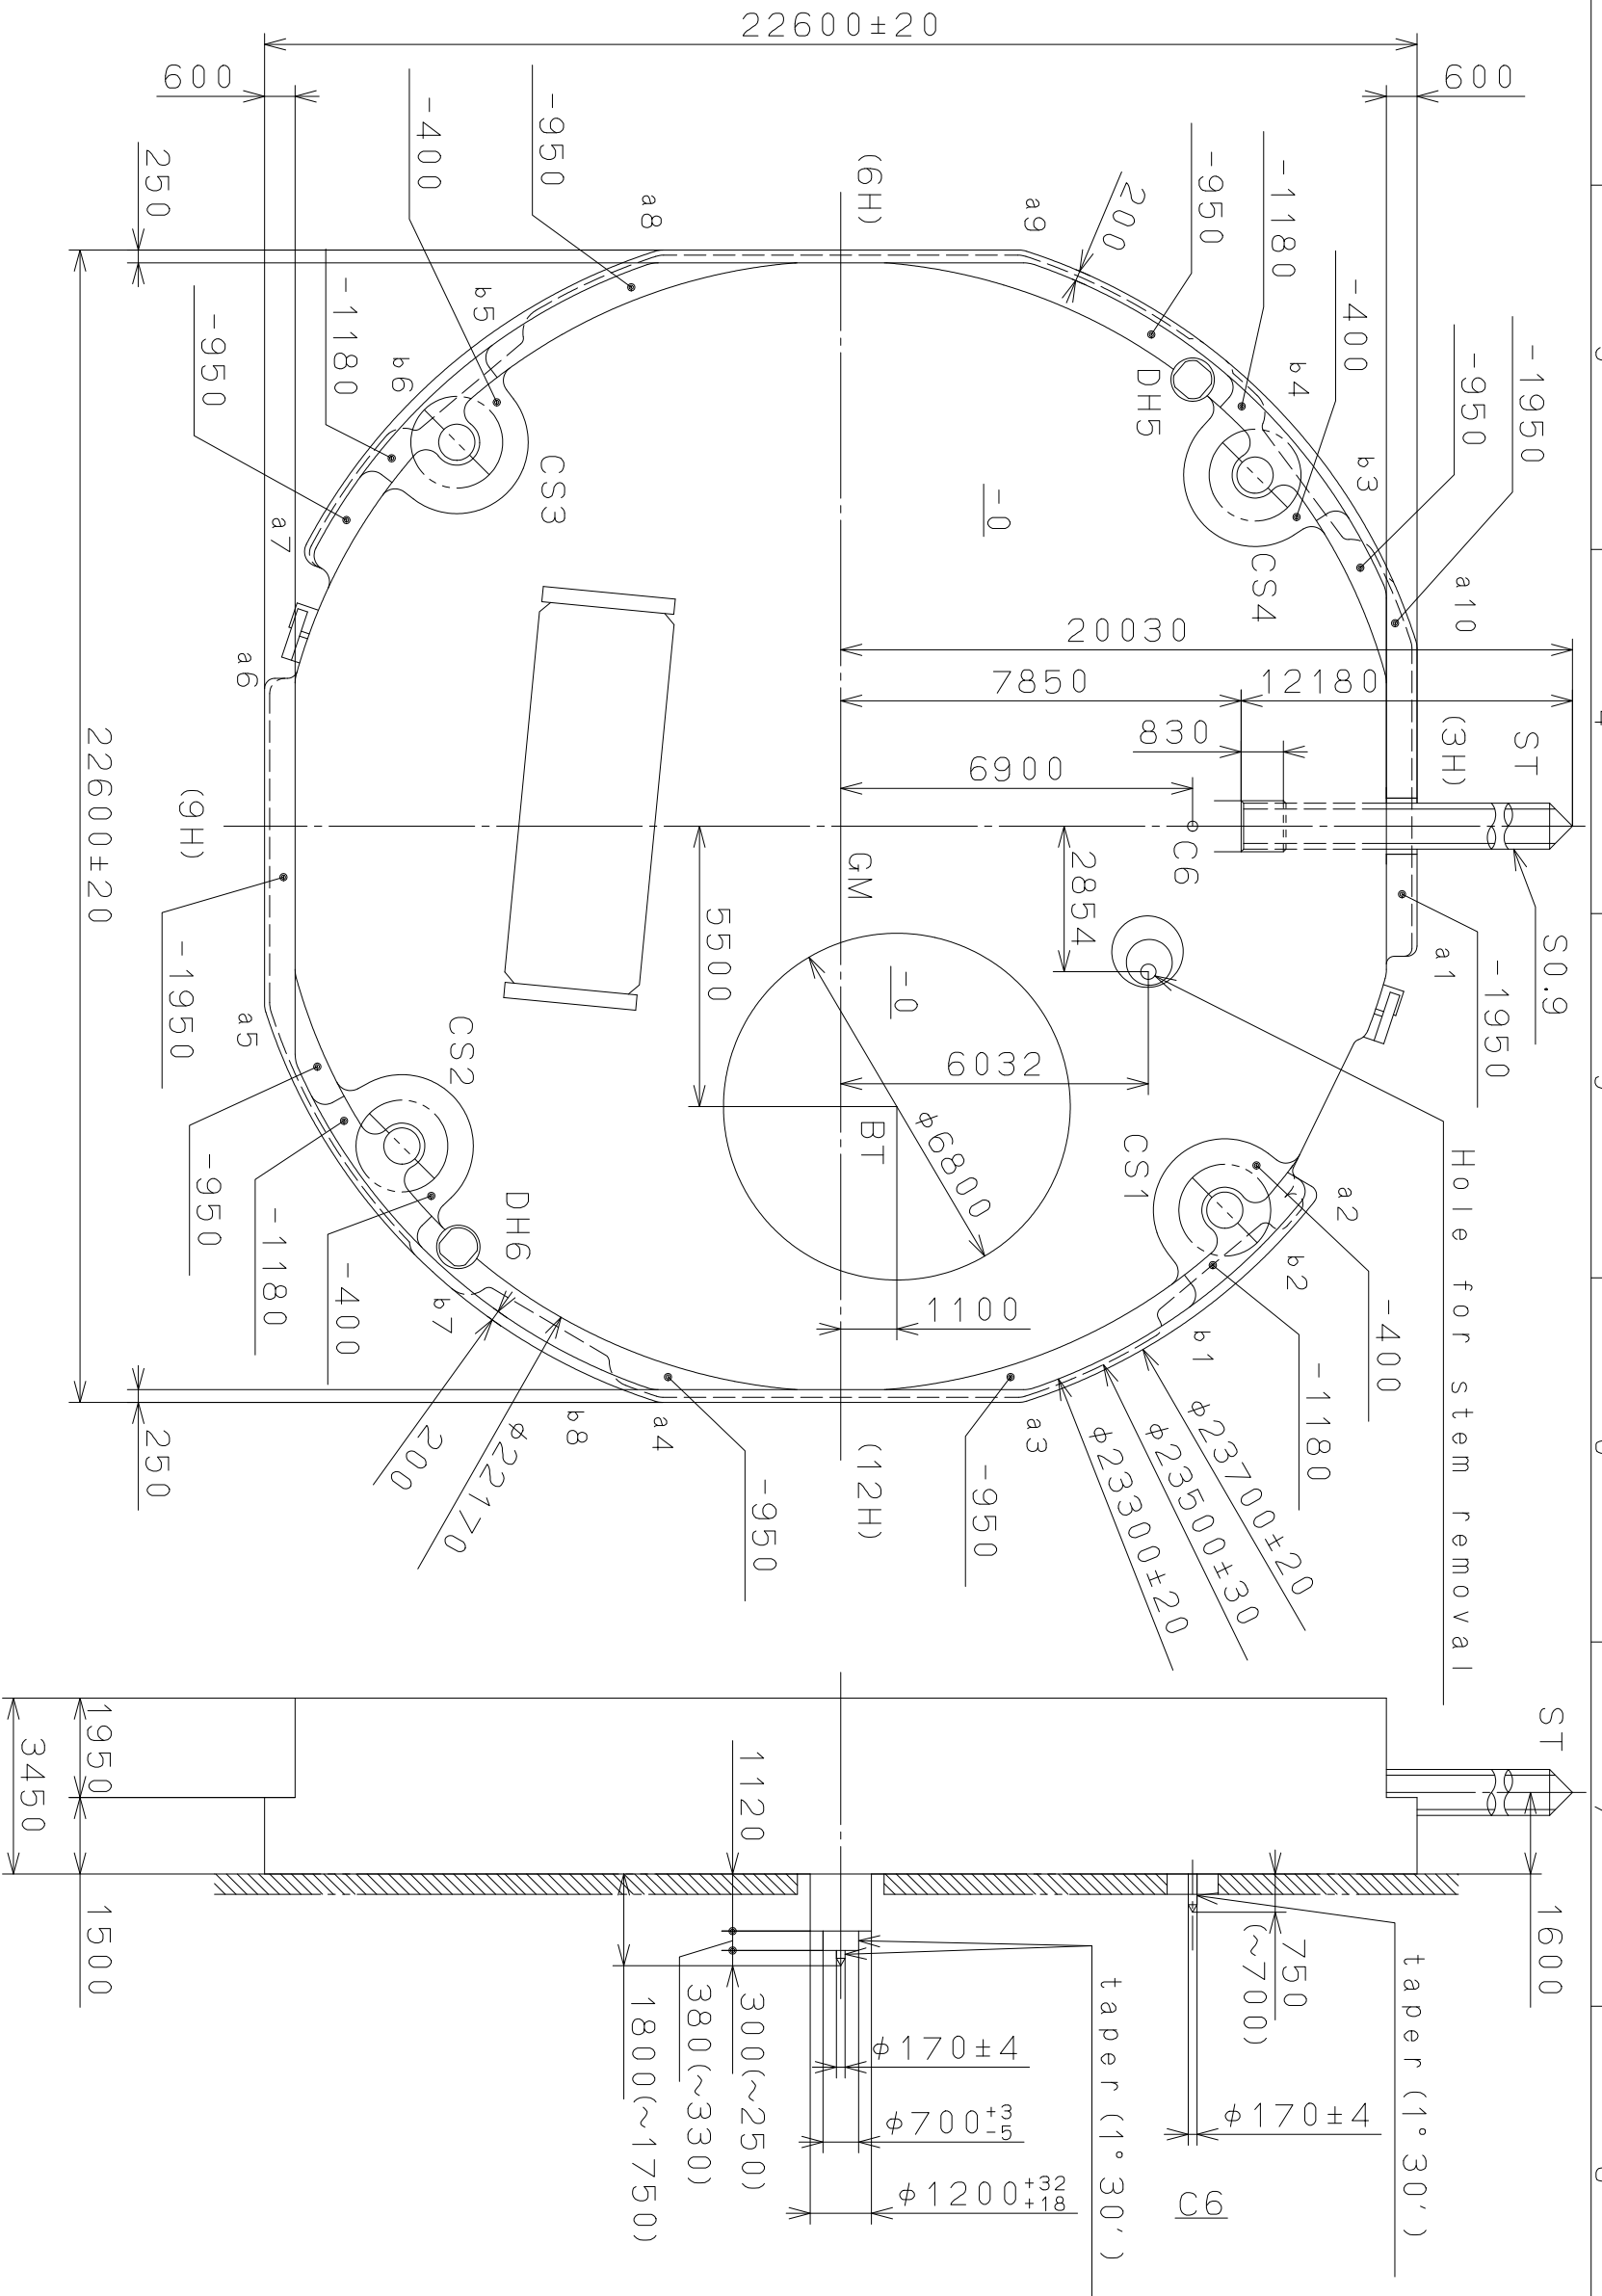 22600±20
600
600
250
-400
-950
(6H)
-950
-1180
200
-400
-950
-1950
a8
a9
b5
b4
b3
-1180
-950
b6
a7
CS3
DH5
CS4
a10
-0
20030
7850
12180
830
6900
(3H)
ST
a6
22600±20
(9H)
GM
C6
2854
5500
S0.9
-1950
a1
-1950
a5
CS2
-0
6032
BT
φ6800
CS1
a2
Hole for stem removal
-950
-1180
-400
DH6
b7
1100
b2
b1
-400
-1180
250
200
φ22170
b8
a4
-950
(12H)
-950
a3
φ23300±20
φ23500±30
φ23700±20
ST
1950
3450
1500
1120
1600
750
(~700)
taper(1°30′)
300(~250)
380(~330)
1800(~1750)
taper(1°30′)
φ170±4
φ700+3-5
φ1200+32+18
φ170±4
C6